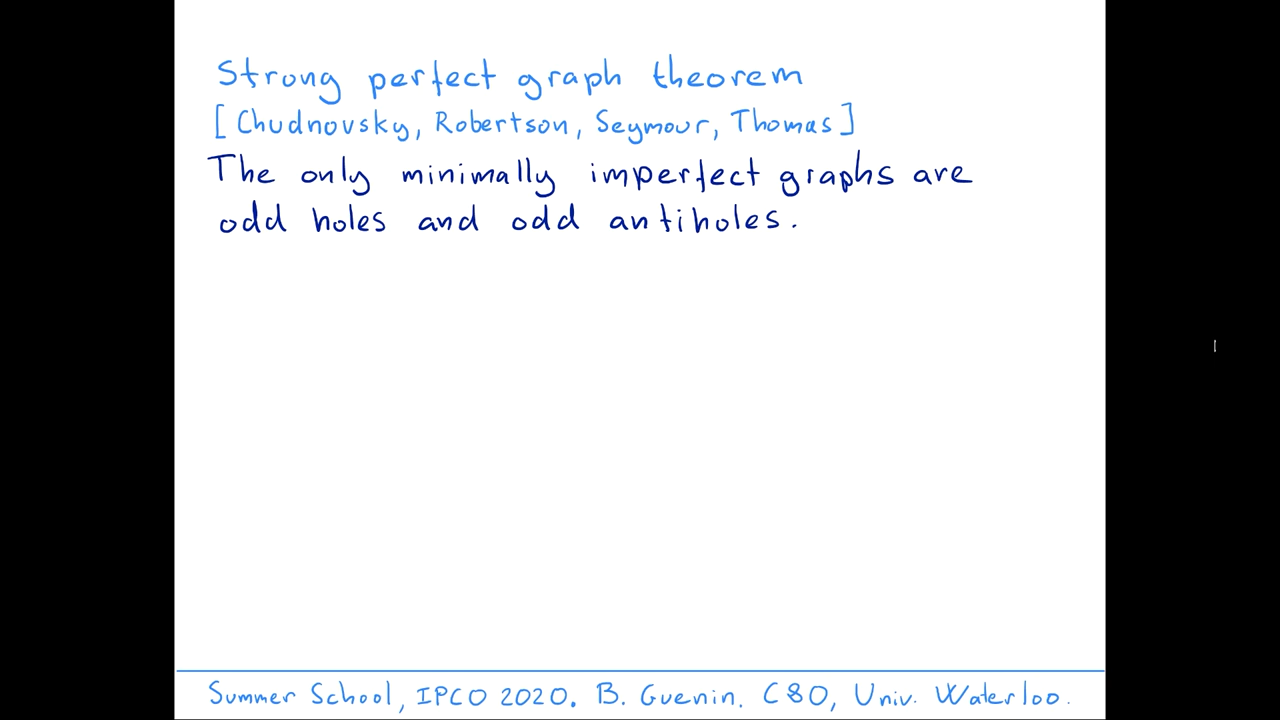 Strong perfect graph theorem
[Chudnovsky, Robertson, Seymour, Thomas]
The only minimally imperfect graphs are
odd holes and odd antiholes.
Summer School, IPCO 2020. B. Guenin. C&O, Univ. Waterloo.